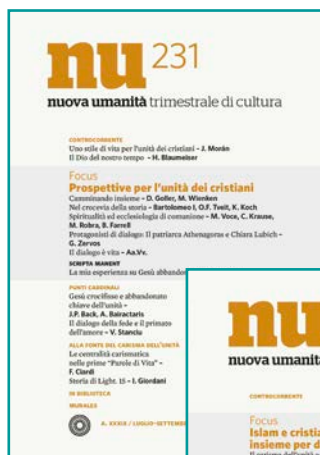 nu 231
nuova umanità trimestrale di cultura
CONTROCORRENTE
Uno stile di vita per l'unità dei cristiani – J. Morán
Il Dio del nostro tempo – H. Blaumeiser
Focus
Prospettive per l'unità dei cristiani
Camminando insieme – D. Goller, M. Wienken
Nel crocevia della storia – Bartolomeo I, O.F. Tveit, K. Koch
Spiritualità ed ecclesiologia di comunione – M. Voce, C. Krause,
M. Robra, B. Farrell
Protagonisti di dialogo: Il patriarca Athenagoras e Chiara Lubich –
G. Zervos
Il dialogo è vita – Aa.Vv.
SCRIPTA MANENT
La mia esperienza su Gesù abbandon
PUNTI CARDINALI
Gesù crocifisso e abbandonato
chiave dell'unità –
J.P. Back, A. Bairactaris
Il dialogo della fede e il primato
dell'amore – V. Stanciu
ALLA FONTE DEL CARISMA DELL'UNITÀ
Le centralità carismatica
nelle prime "Parole di Vita" –
F. Ciardi
Storia di Light. 15 – I. Giordani
IN BIBLIOTECA
MURALES
A. XXXIX / LUGLIO-SETTEMB
nu
nuova umanit
CONTROCORRENTE
Focus
Islam e cristia
insieme per d